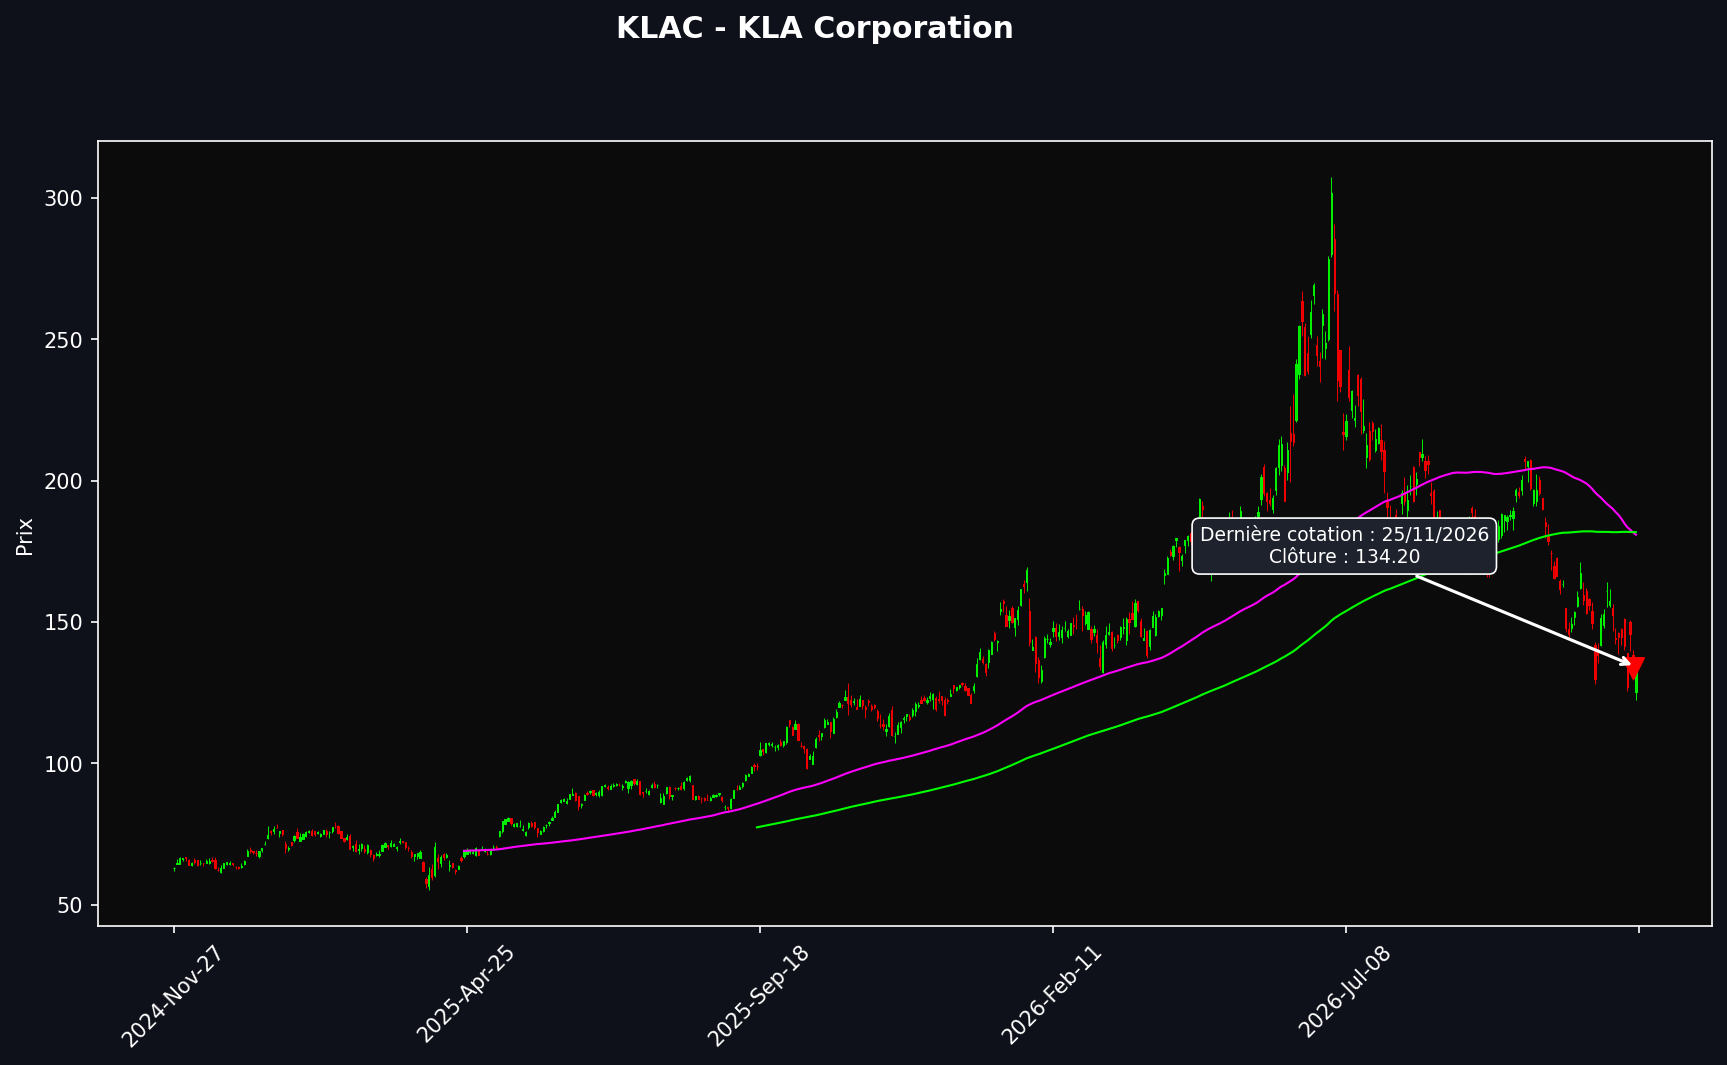 KLAC - KLA Corporation
Prix
300
250
200
150
100
50
Dernière cotation : 25/11/2026
Clôture : 134.20
2024-Nov-27
2025-Apr-25
2025-Sep-18
2026-Feb-11
2026-Jul-08